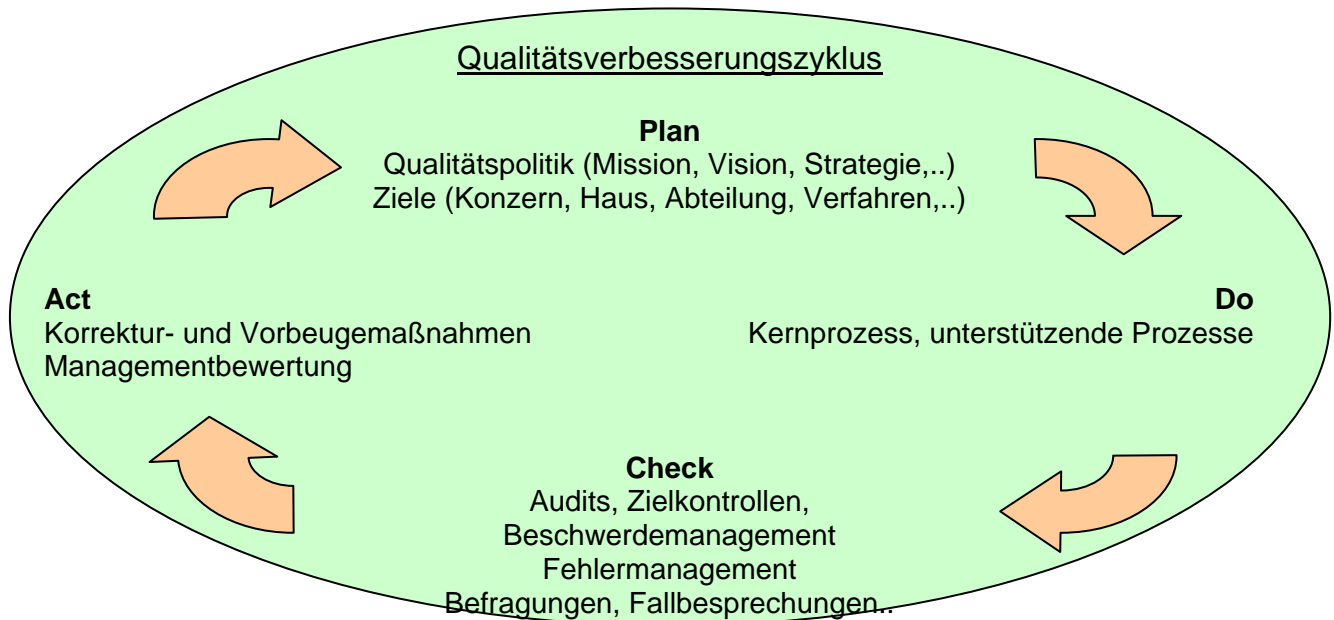 Qualitätsverbesserungszyklus
Plan
Qualitätspolitik (Mission, Vision, Strategie,..)
Ziele (Konzern, Haus, Abteilung, Verfahren,..)
Act
Korrektur- und Vorbeugemaßnahmen
Managementbewertung
Do
Kernprozess, unterstützende Prozesse
Check
Audits, Zielkontrollen,
Beschwerdemanagement
Fehlermanagement
Befragungen, Fallbesprechungen..